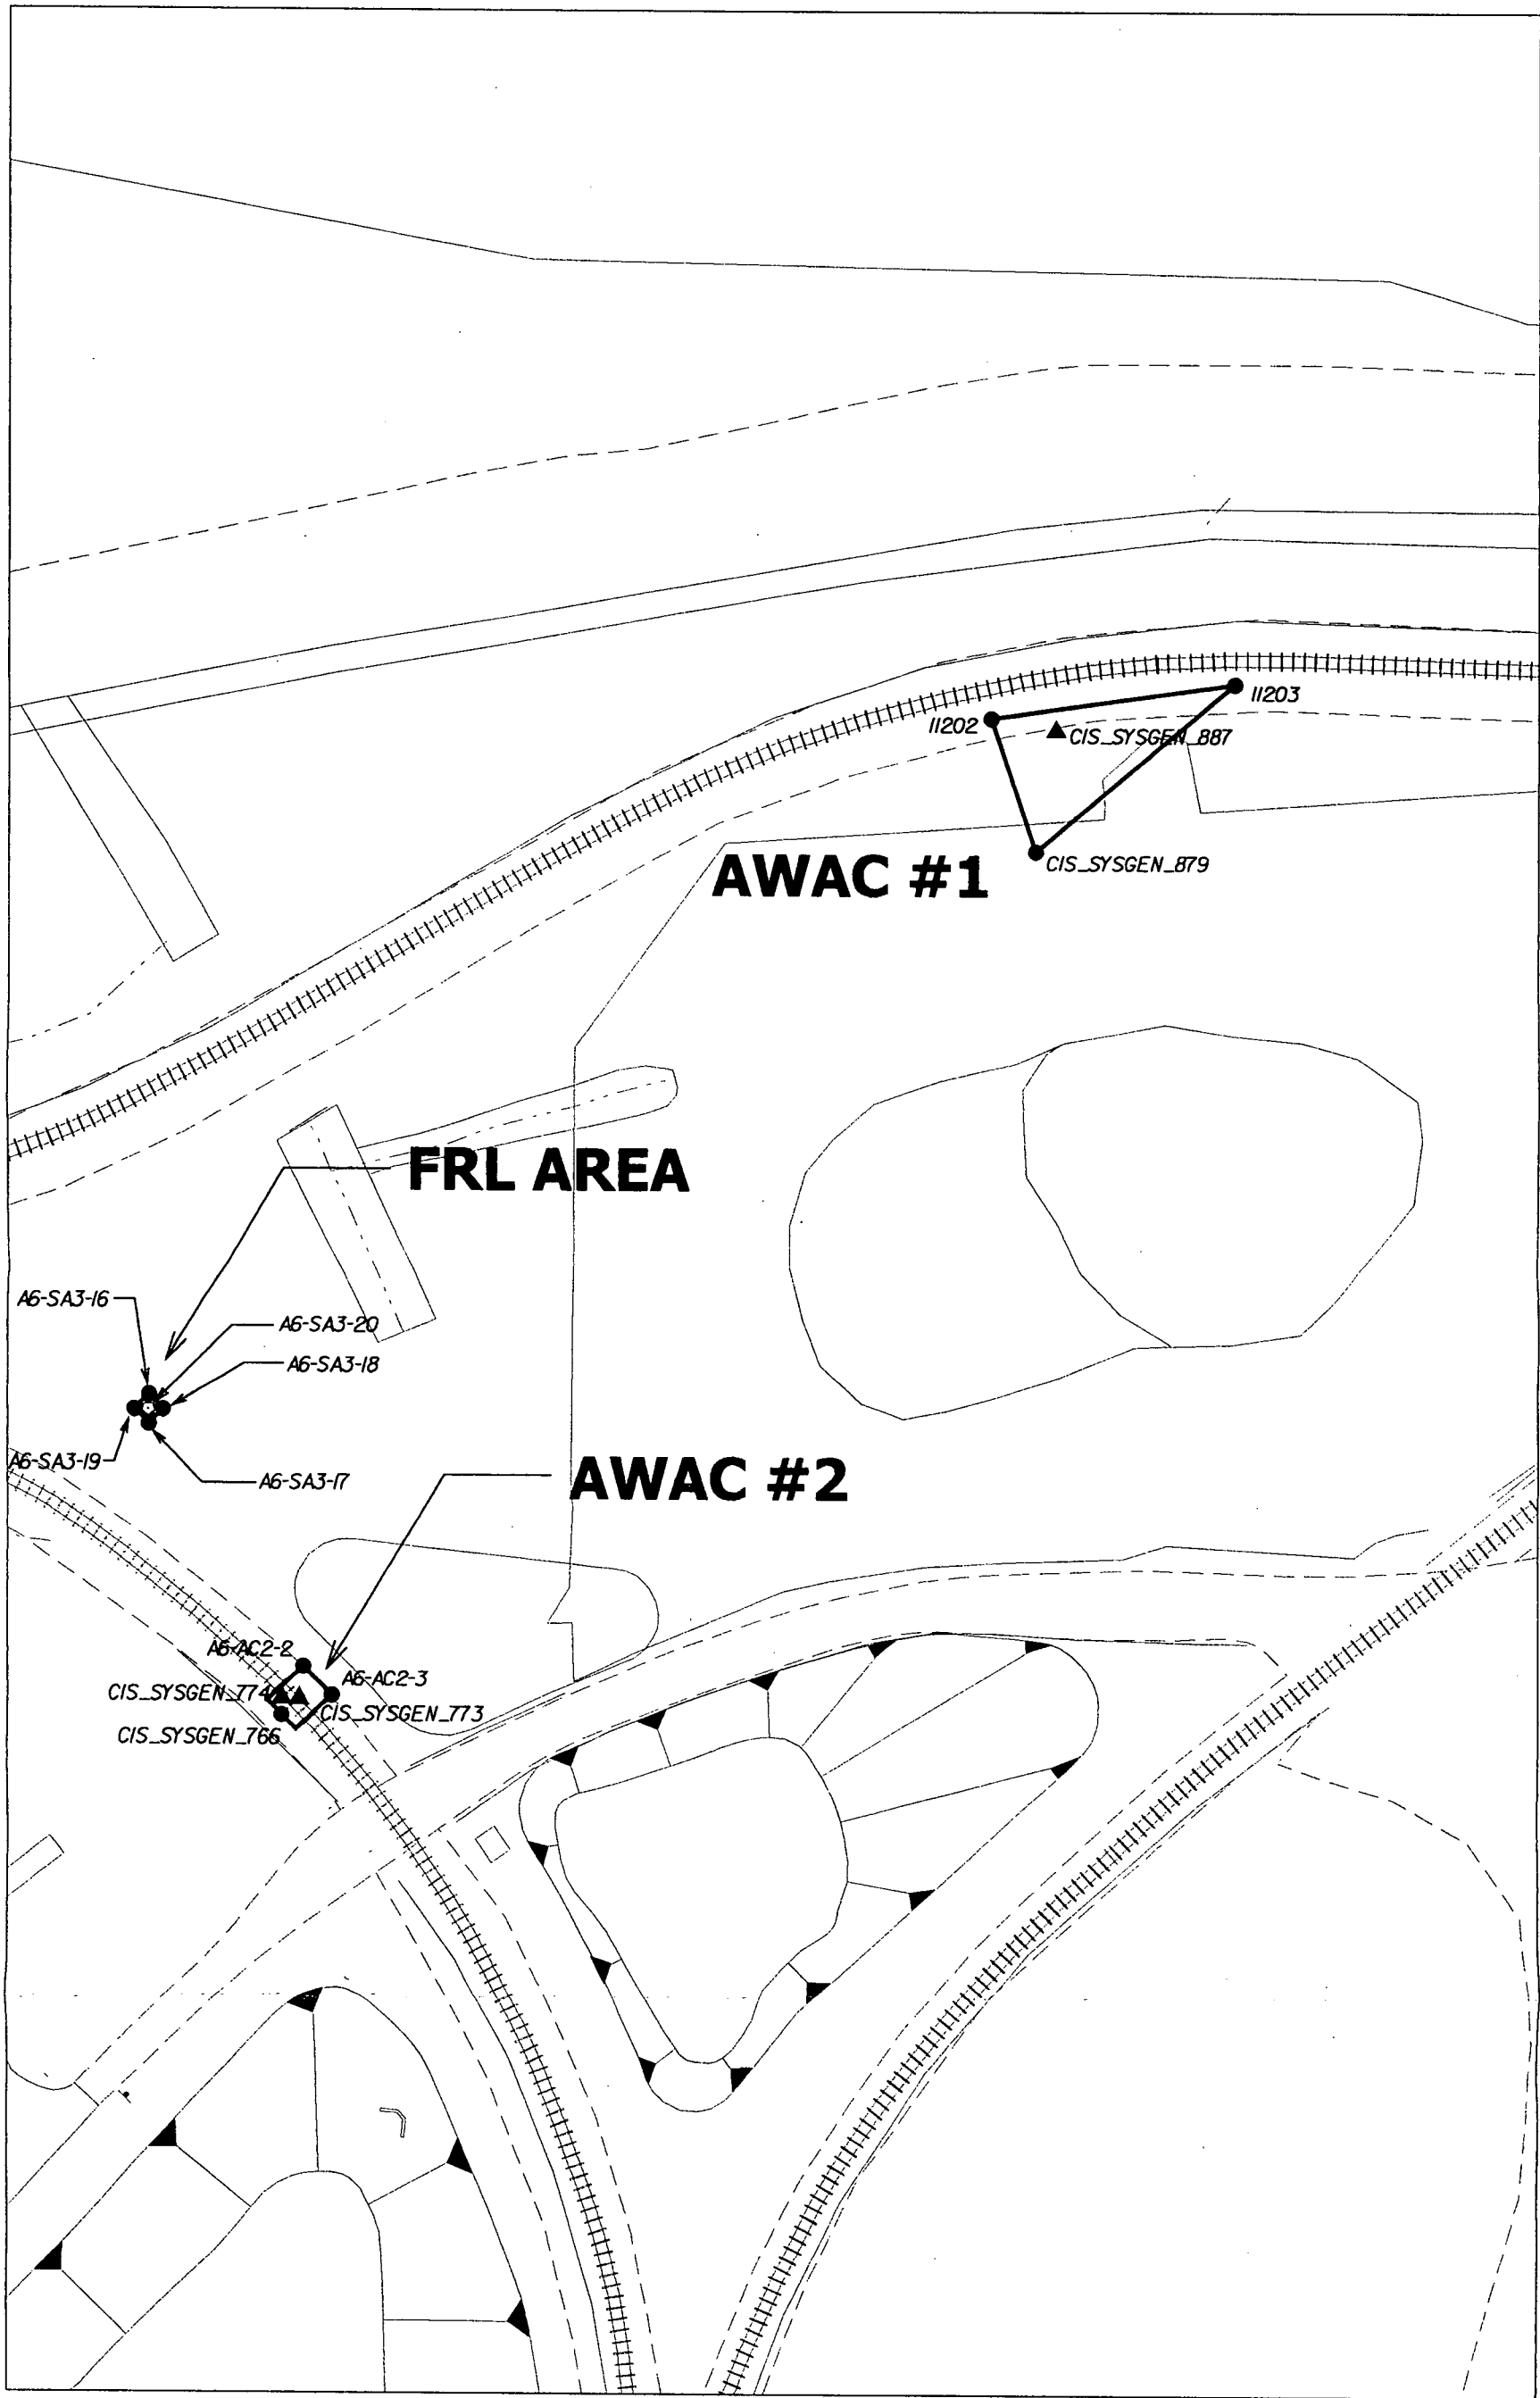 11203
11202
CIS_SYSGEN_887
AWAC #1
CIS_SYSGEN_879
FRL AREA
A6-SA3-16
A6-SA3-20
A6-SA3-18
A6-SA3-19
A6-SA3-17
AWAC #2
A6-AC2-2
A6-AC2-3
CIS_SYSGEN_774
CIS_SYSGEN_773
CIS_SYSGEN_766